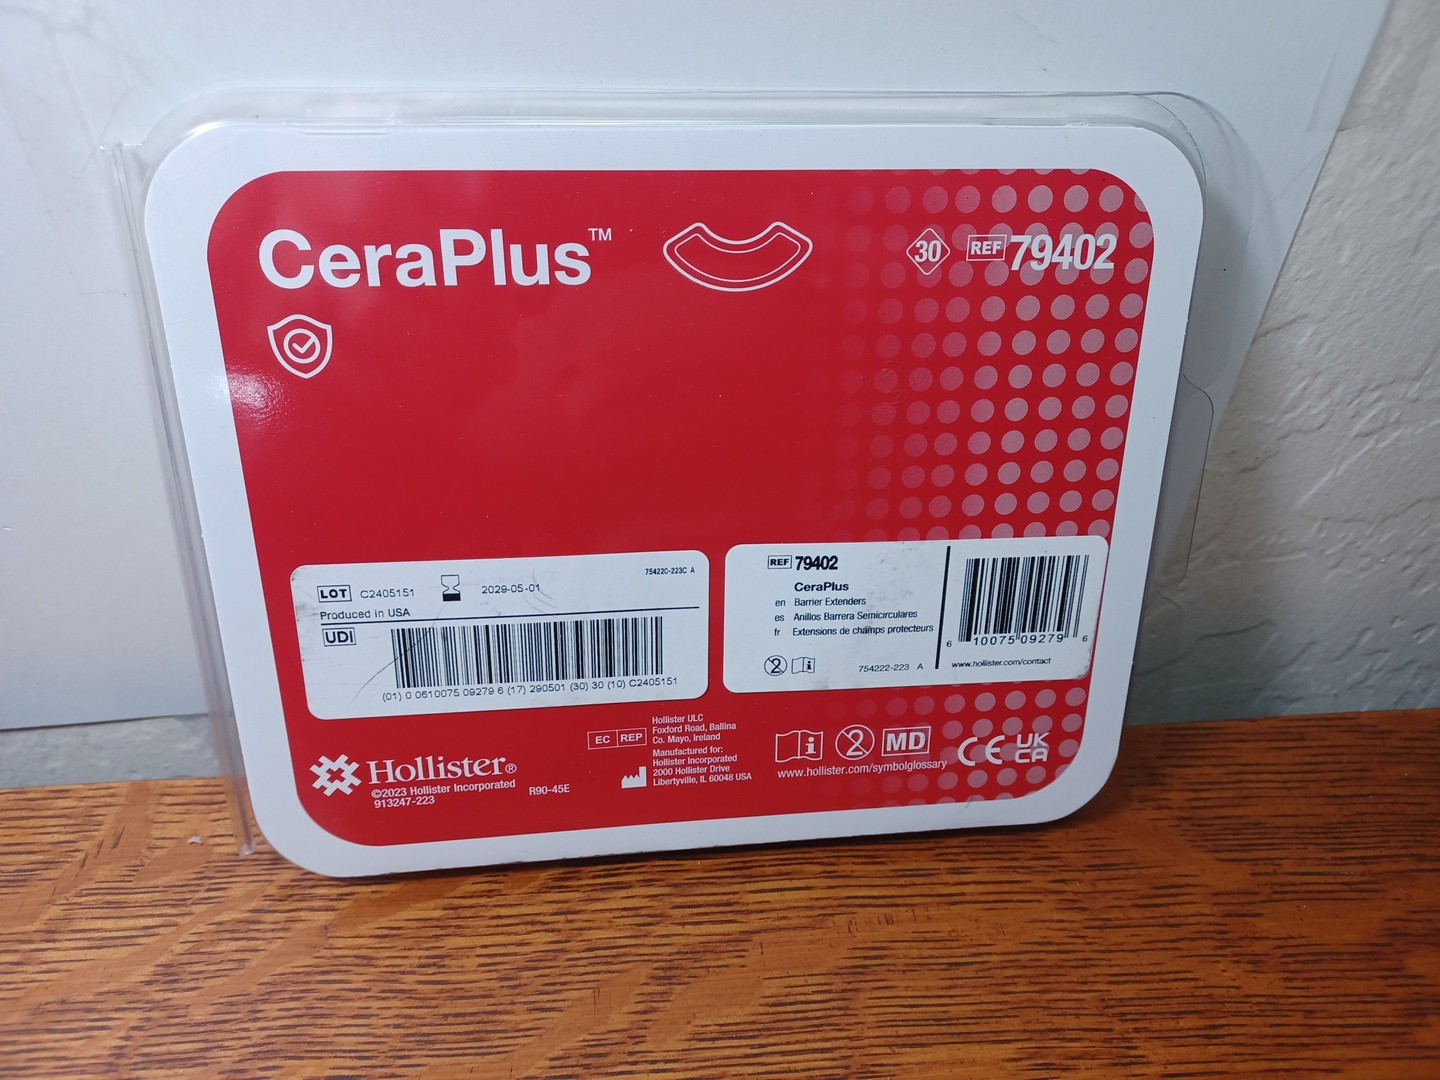 CeraPlus™
30
REF 79402
LOT C2405151 2029-05-01 754220-223C A
Produced in USA
UDI
(01) 0 0610075 09279 6 (17) 290501 (30) 30 (10) C2405151
REF 79402
CeraPlus
en Barrier Extenders
es Anillos Barrera Semicirculares
fr Extensions de champs protecteurs
2 i 754222-223 A
6 10075 09279 6
www.hollister.com/contact
Hollister®
©2023 Hollister Incorporated
913247-223
R90-45E
EC REP
Hollister ULC
Foxford Road, Ballina
Co. Mayo, Ireland
Manufactured for:
Hollister Incorporated
2000 Hollister Drive
Libertyville, IL 60048 USA
i 2 MD
www.hollister.com/symbolglossary
CE UK
CA